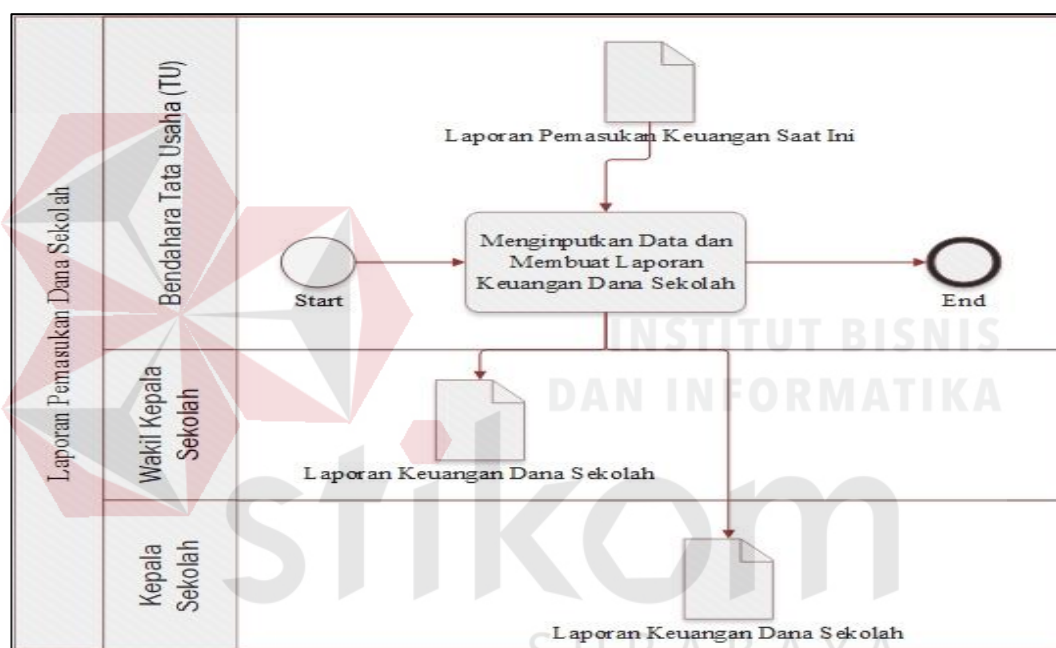 Laporan Pemasukan Dana Sekolah
Bendahara Tata Usaha (TU)
Laporan Pemasukan Keuangan Saat Ini
Start
Menginputkan Data dan
Membuat Laporan
Keuangan Dana Sekolah
End
INSTITUT BISNIS
DAN INFORMATIKA
Wakil Kepala
Sekolah
Laporan Keuangan Dana Sekolah
stikom
Kepala
Sekolah
Laporan Keuangan Dana Sekolah
SURABAYA